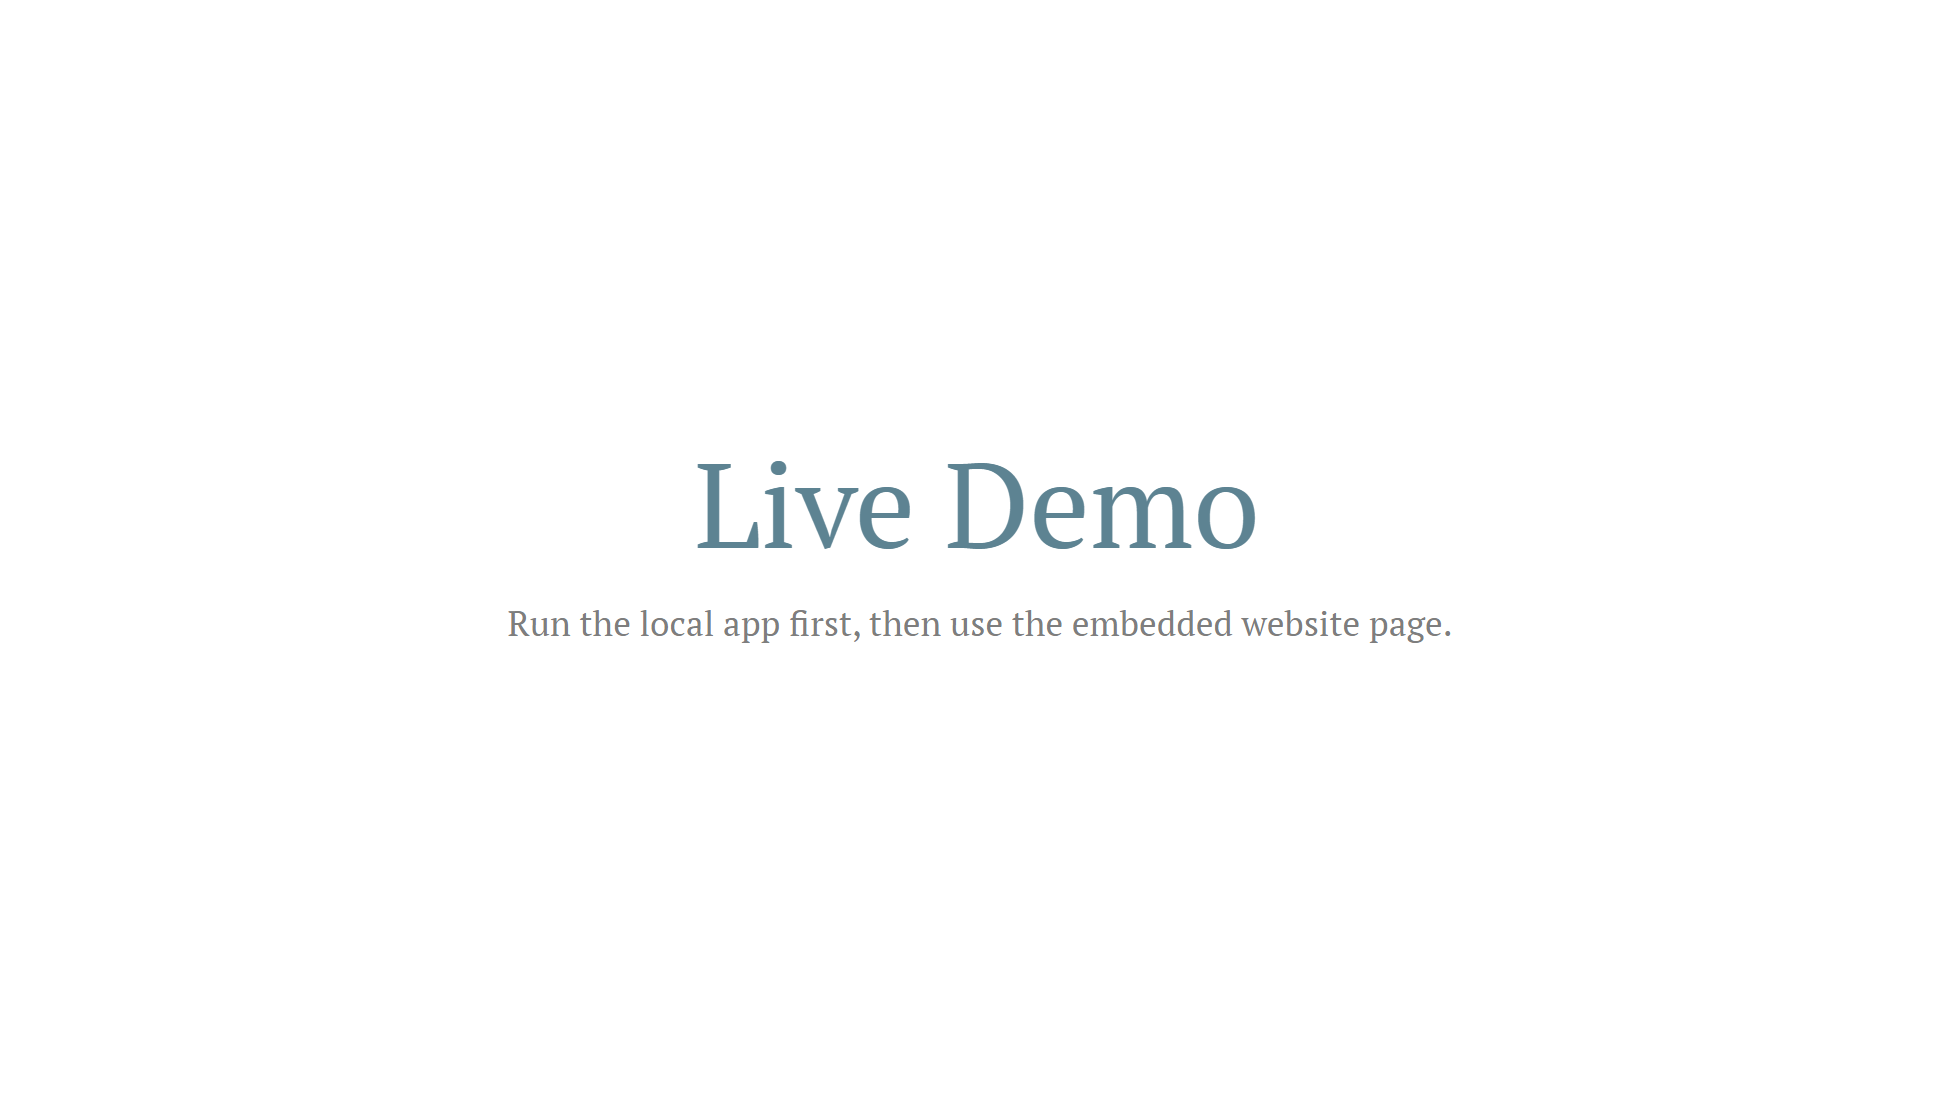 Live Demo
Run the local app first, then use the embedded website page.